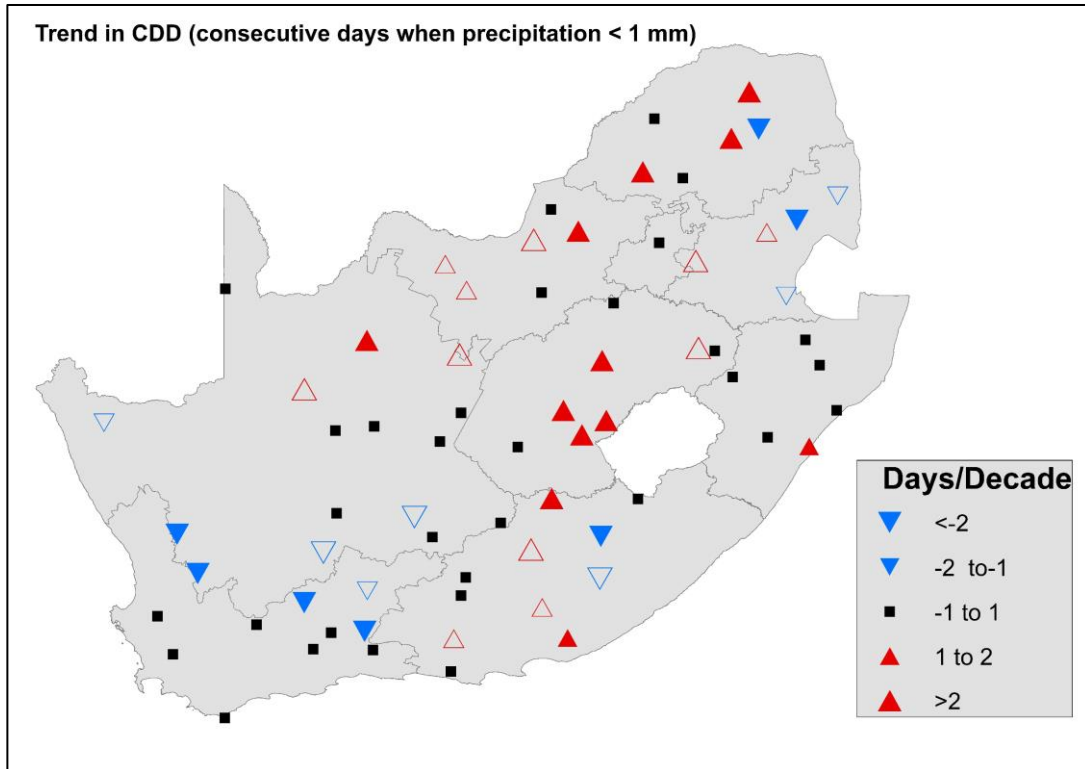 Trend in CDD (consecutive days when precipitation < 1 mm)
Days/Decade
<-2
-2 to-1
-1 to 1
1 to 2
>2